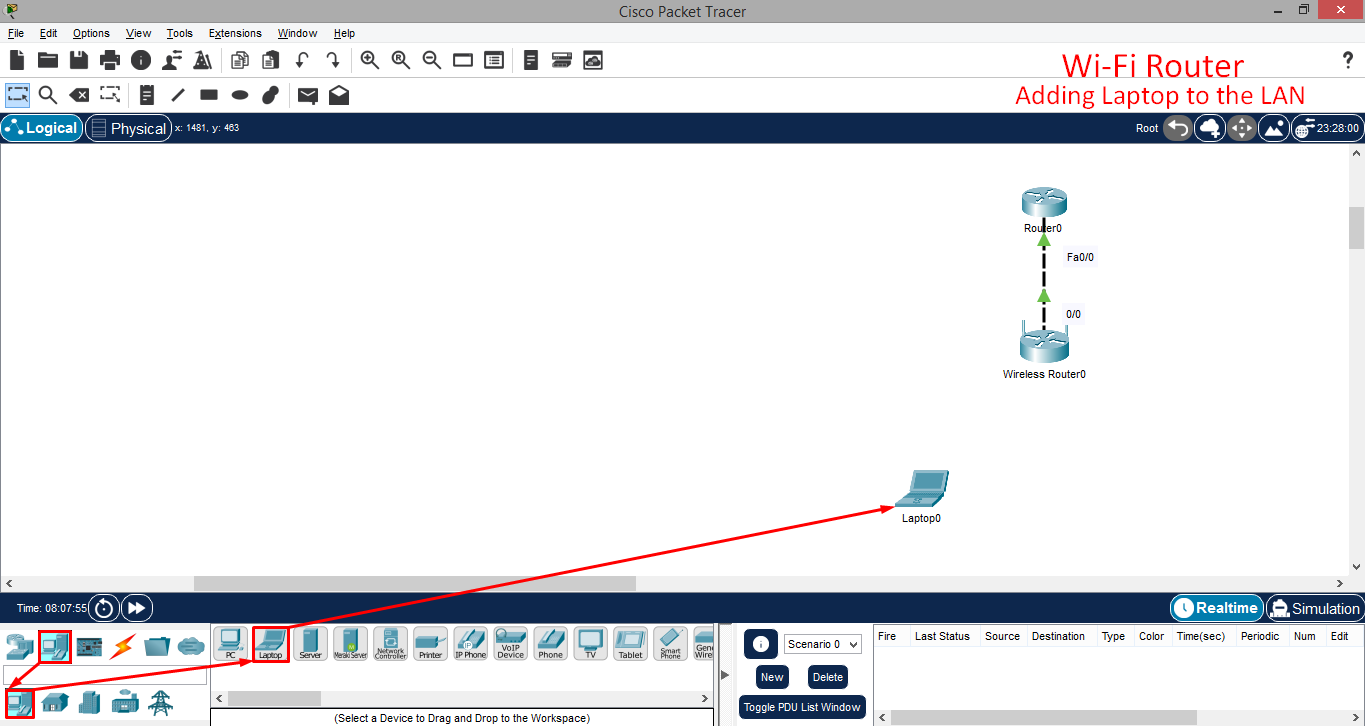 Cisco Packet Tracer
File Edit Options View Tools Extensions Window Help
Wi-Fi Router
Adding Laptop to the LAN
?
Logical Physical x: 1481, y: 463
Root 23:28:00
Router0
Fa0/0
0/0
Wireless Router0
Laptop0
Time: 08:07:55
Realtime Simulation
PC Laptop Server Meraki Server Network Controller Printer IP Phone VoIP Device Phone TV Tablet Smart Phone
Scenario 0
New Delete
Toggle PDU List Window
Fire Last Status Source Destination Type Color Time(sec) Periodic Num Edit
(Select a Device to Drag and Drop to the Workspace)